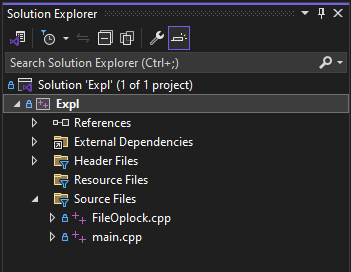 Solution Explorer
Search Solution Explorer (Ctrl+;)
Solution 'Expl' (1 of 1 project)
Expl
References
External Dependencies
Header Files
Resource Files
Source Files
FileOplock.cpp
main.cpp